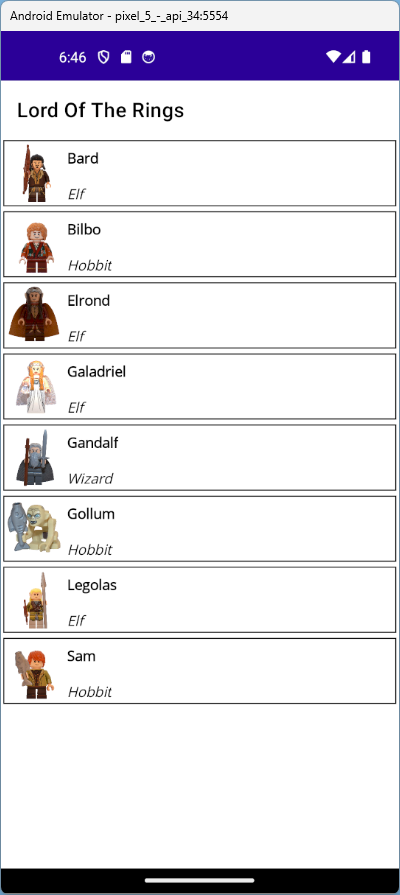 Android Emulator - pixel_5_-_api_34:5554
6:46
Lord Of The Rings
Bard
Elf
Bilbo
Hobbit
Elrond
Elf
Galadriel
Elf
Gandalf
Wizard
Gollum
Hobbit
Legolas
Elf
Sam
Hobbit